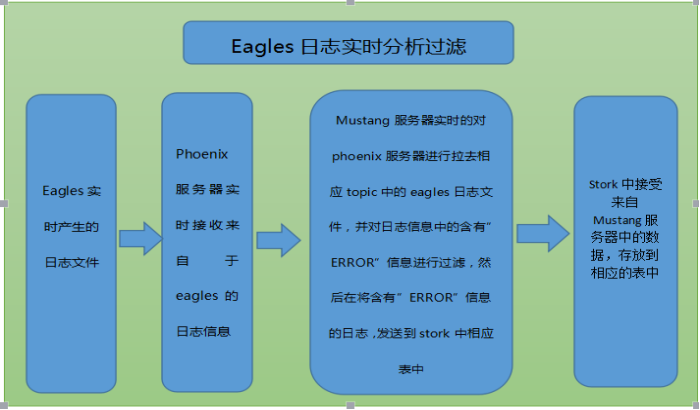 Eagles 日志实时分析过滤
Eagles 实
时产生的
日志文件
Phoenix
服务器实
时接收来
自于
eagles 的
日志信息
Mustang 服务器实时的对
phoenix 服务器进行拉去相
应 topic 中的 eagles 日志文
件，并对日志信息中的含有”
ERROR”信息进行过滤，然
后在将含有”ERROR”信息
的日志，发送到 stork 中相应
表中
Stork 中接受
来自
Mustang 服
务器中的数
据，存放到
相应的表中